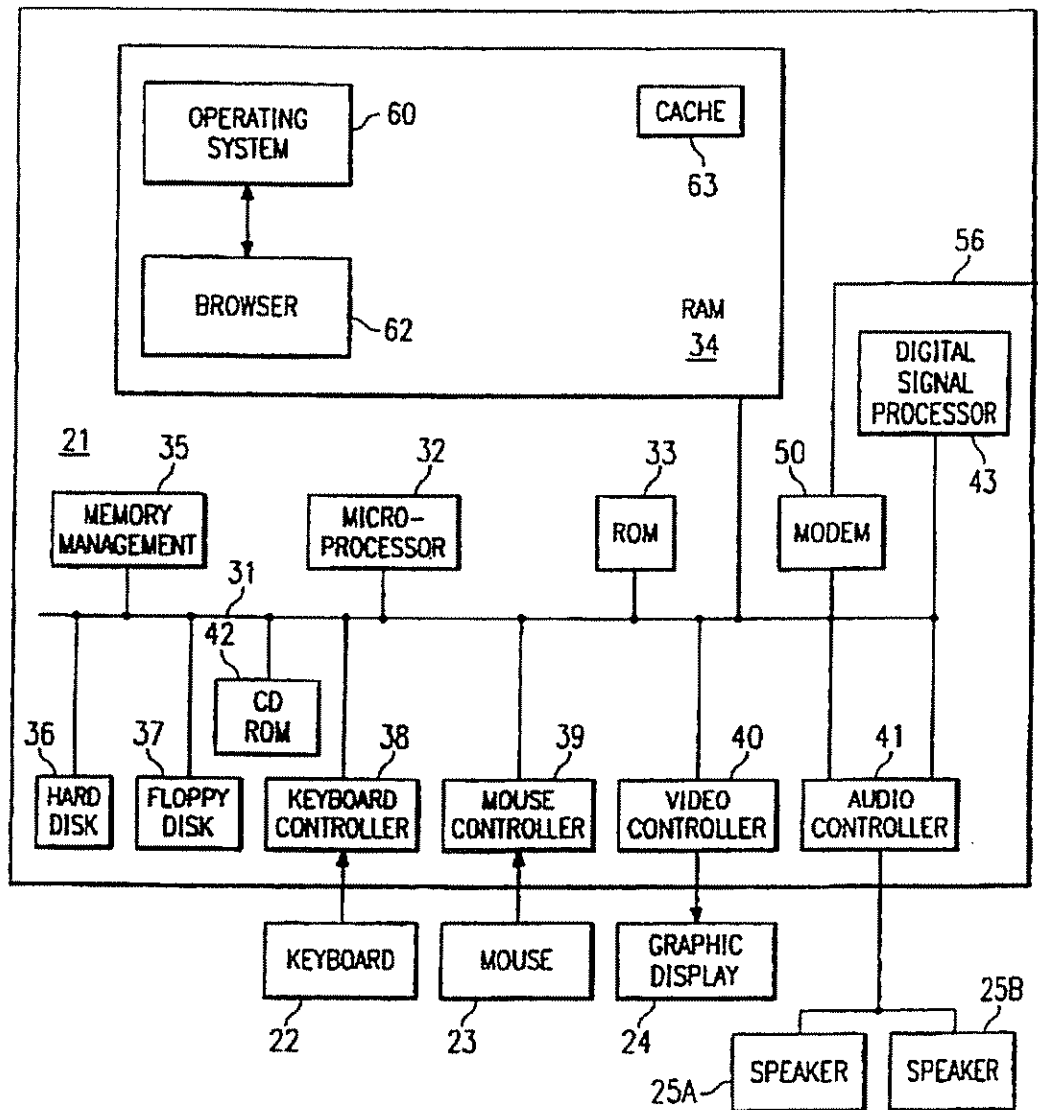 OPERATING
SYSTEM
60
CACHE
63
BROWSER
62
RAM
34
56
DIGITAL
SIGNAL
PROCESSOR
43
21
35
MEMORY
MANAGEMENT
32
MICRO-
PROCESSOR
33
ROM
50
MODEM
31
42
CD
ROM
36
HARD
DISK
37
FLOPPY
DISK
38
KEYBOARD
CONTROLLER
39
MOUSE
CONTROLLER
40
VIDEO
CONTROLLER
41
AUDIO
CONTROLLER
KEYBOARD
22
MOUSE
23
GRAPHIC
DISPLAY
24
25A
SPEAKER
25B
SPEAKER